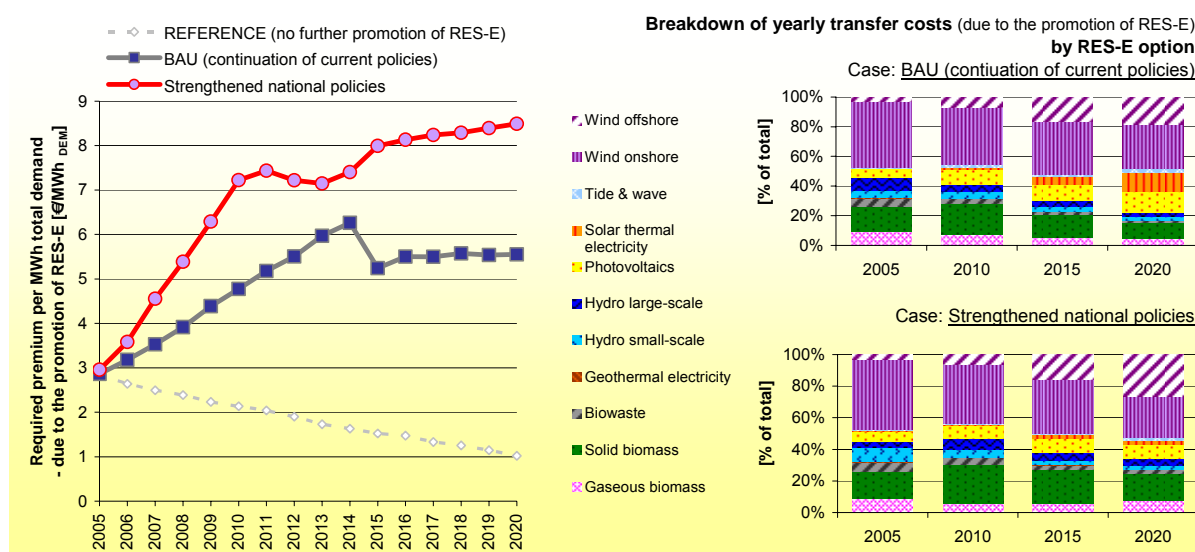 REFERENCE (no further promotion of RES-E)
BAU (continuation of current policies)
Strengthened national policies
Required premium per MWh total demand
- due to the promotion of RES-E [€/MWh DEM]
9
8
7
6
5
4
3
2
1
0
2005
2006
2007
2008
2009
2010
2011
2012
2013
2014
2015
2016
2017
2018
2019
2020
Wind offshore
Wind onshore
Tide & wave
Solar thermal
electricity
Photovoltaics
Hydro large-scale
Hydro small-scale
Geothermal electricity
Biowaste
Solid biomass
Gaseous biomass
Breakdown of yearly transfer costs (due to the promotion of RES-E)
by RES-E option
Case: BAU (contiuation of current policies)
[% of total]
100%
80%
60%
40%
20%
0%
2005
2010
2015
2020
Case: Strengthened national policies
[% of total]
100%
80%
60%
40%
20%
0%
2005
2010
2015
2020